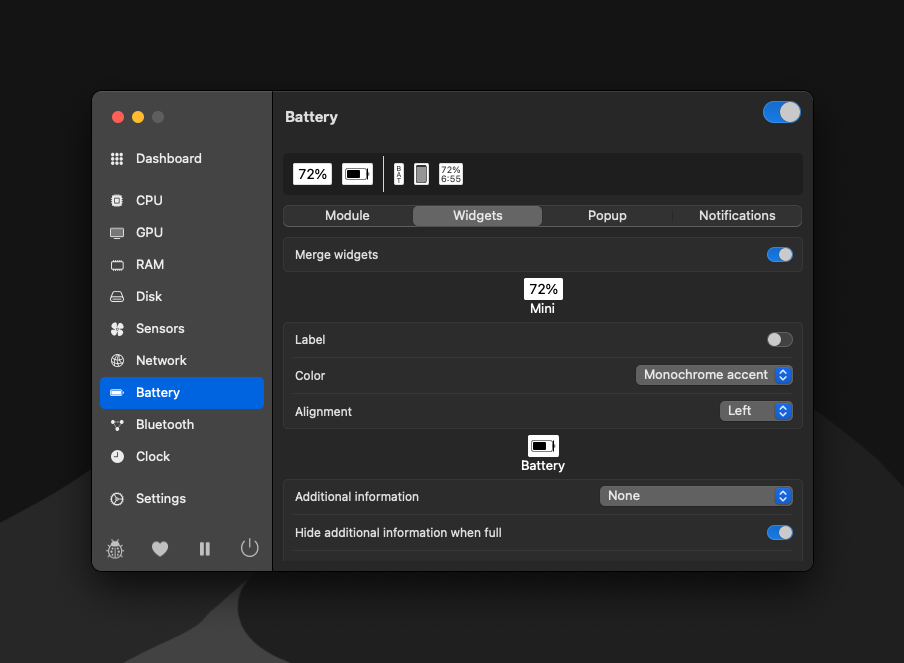 Battery
Dashboard
CPU
GPU
RAM
Disk
Sensors
Network
Battery
Bluetooth
Clock
Settings
72%
BAT
72%
6:55
Module
Widgets
Popup
Notifications
Merge widgets
72%
Mini
Label
Color
Monochrome accent
Alignment
Left
Battery
Additional information
None
Hide additional information when full